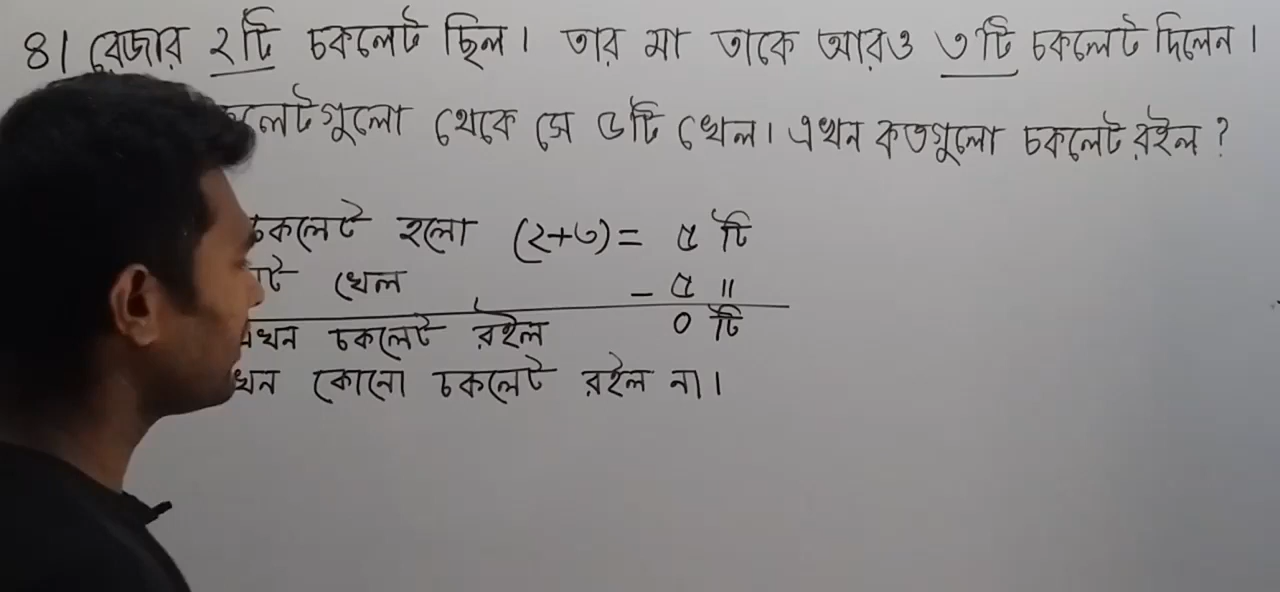 ৪। রেজার ২টি চকলেট ছিল। তার মা তাকে আরও ৩টি চকলেট দিলেন।
লেটগুলো থেকে সে ৫টি খেল। এখন কতগুলো চকলেট রইল?
চকলেট হলো (২+৩)= ৫ টি
টে খেল - ৫ "
এখন চকলেট রইল ০ টি
খন কোনো চকলেট রইল না।